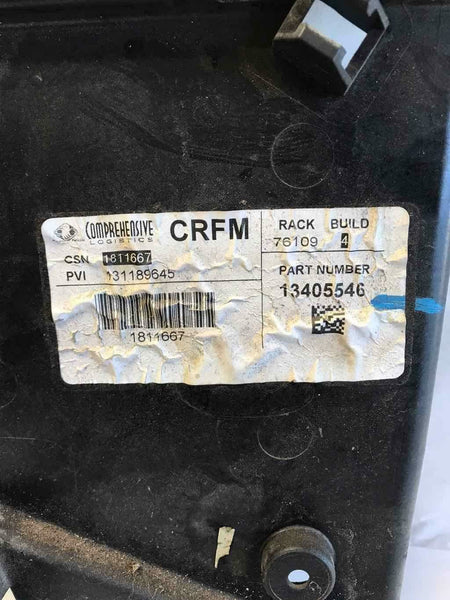 COMPREHENSIVE
LOGISTICS
CRFM
CSN 1811667
PVI 131189645
1811667
RACK BUILD
76109 4
PART NUMBER
13405546